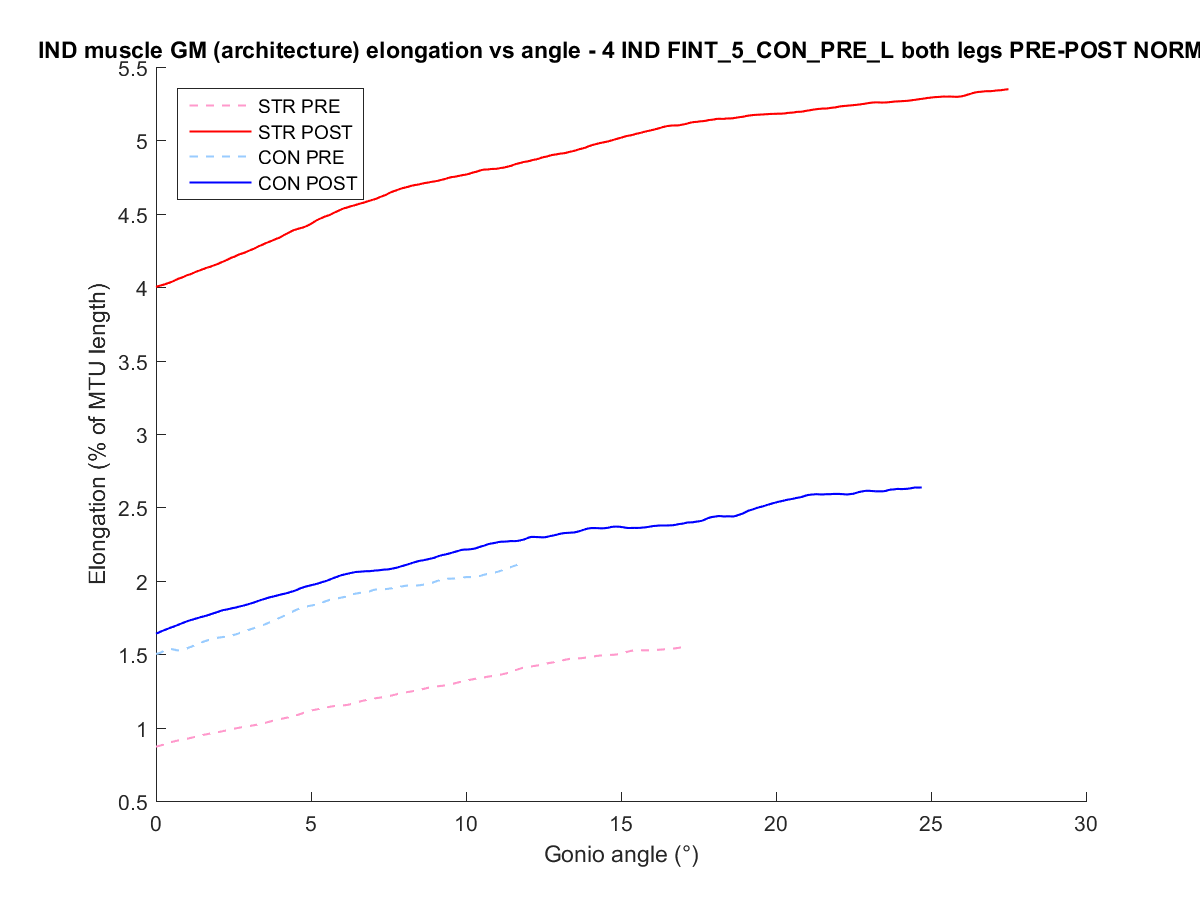 IND muscle GM (architecture) elongation vs angle - 4 IND FINT_5_CON_PRE_L both legs PRE-POST NORM
5.5
5
4.5
4
3.5
3
2.5
2
1.5
1
0.5
Elongation (% of MTU length)
STR PRE
STR POST
CON PRE
CON POST
0 5 10 15 20 25 30
Gonio angle (°)